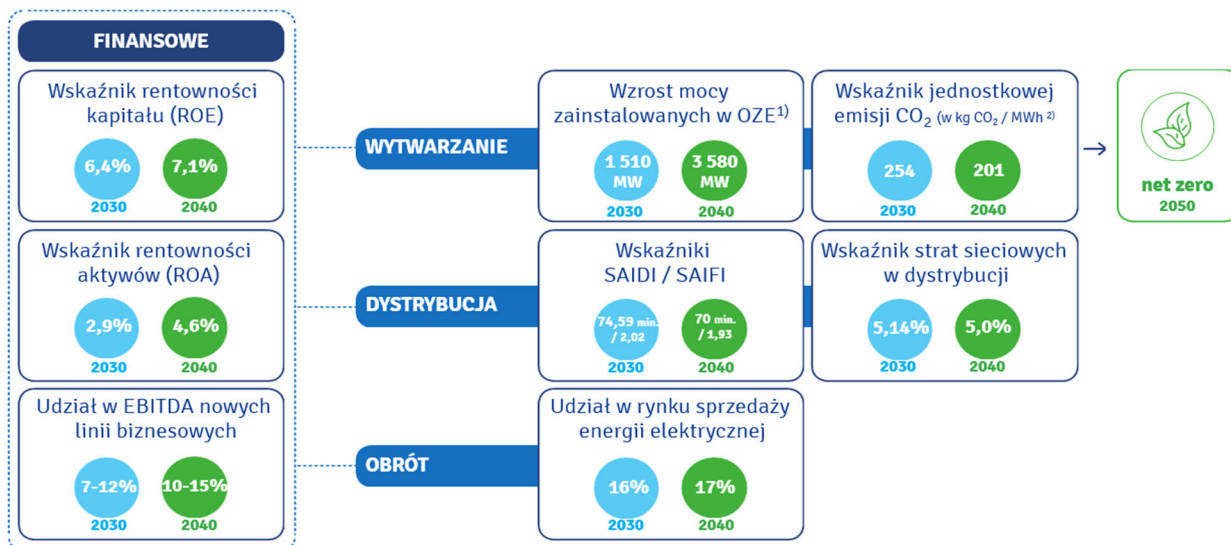 FINANSOWE
Wskaźnik rentowności
kapitału (ROE)
6,4%
7,1%
2030
2040
Wskaźnik rentowności
aktywów (ROA)
2,9%
4,6%
2030
2040
Udział w EBITDA nowych
linii biznesowych
7-12%
10-15%
2030
2040
WYTWARZANIE
Wzrost mocy
zainstalowanych w OZE¹⁾
1 510
MW
3 580
MW
2030
2040
Wskaźnik jednostkowej
emisji CO₂ (w kg CO₂ / MWh ²⁾
254
201
2030
2040
→
net zero
2050
DYSTRYBUCJA
Wskaźniki
SAIDI / SAIFI
74,59 min.
/ 2,02
70 min.
/ 1,93
2030
2040
Wskaźnik strat sieciowych
w dystrybucji
5,14%
5,0%
2030
2040
OBRÓT
Udział w rynku sprzedaży
energii elektrycznej
16%
17%
2030
2040